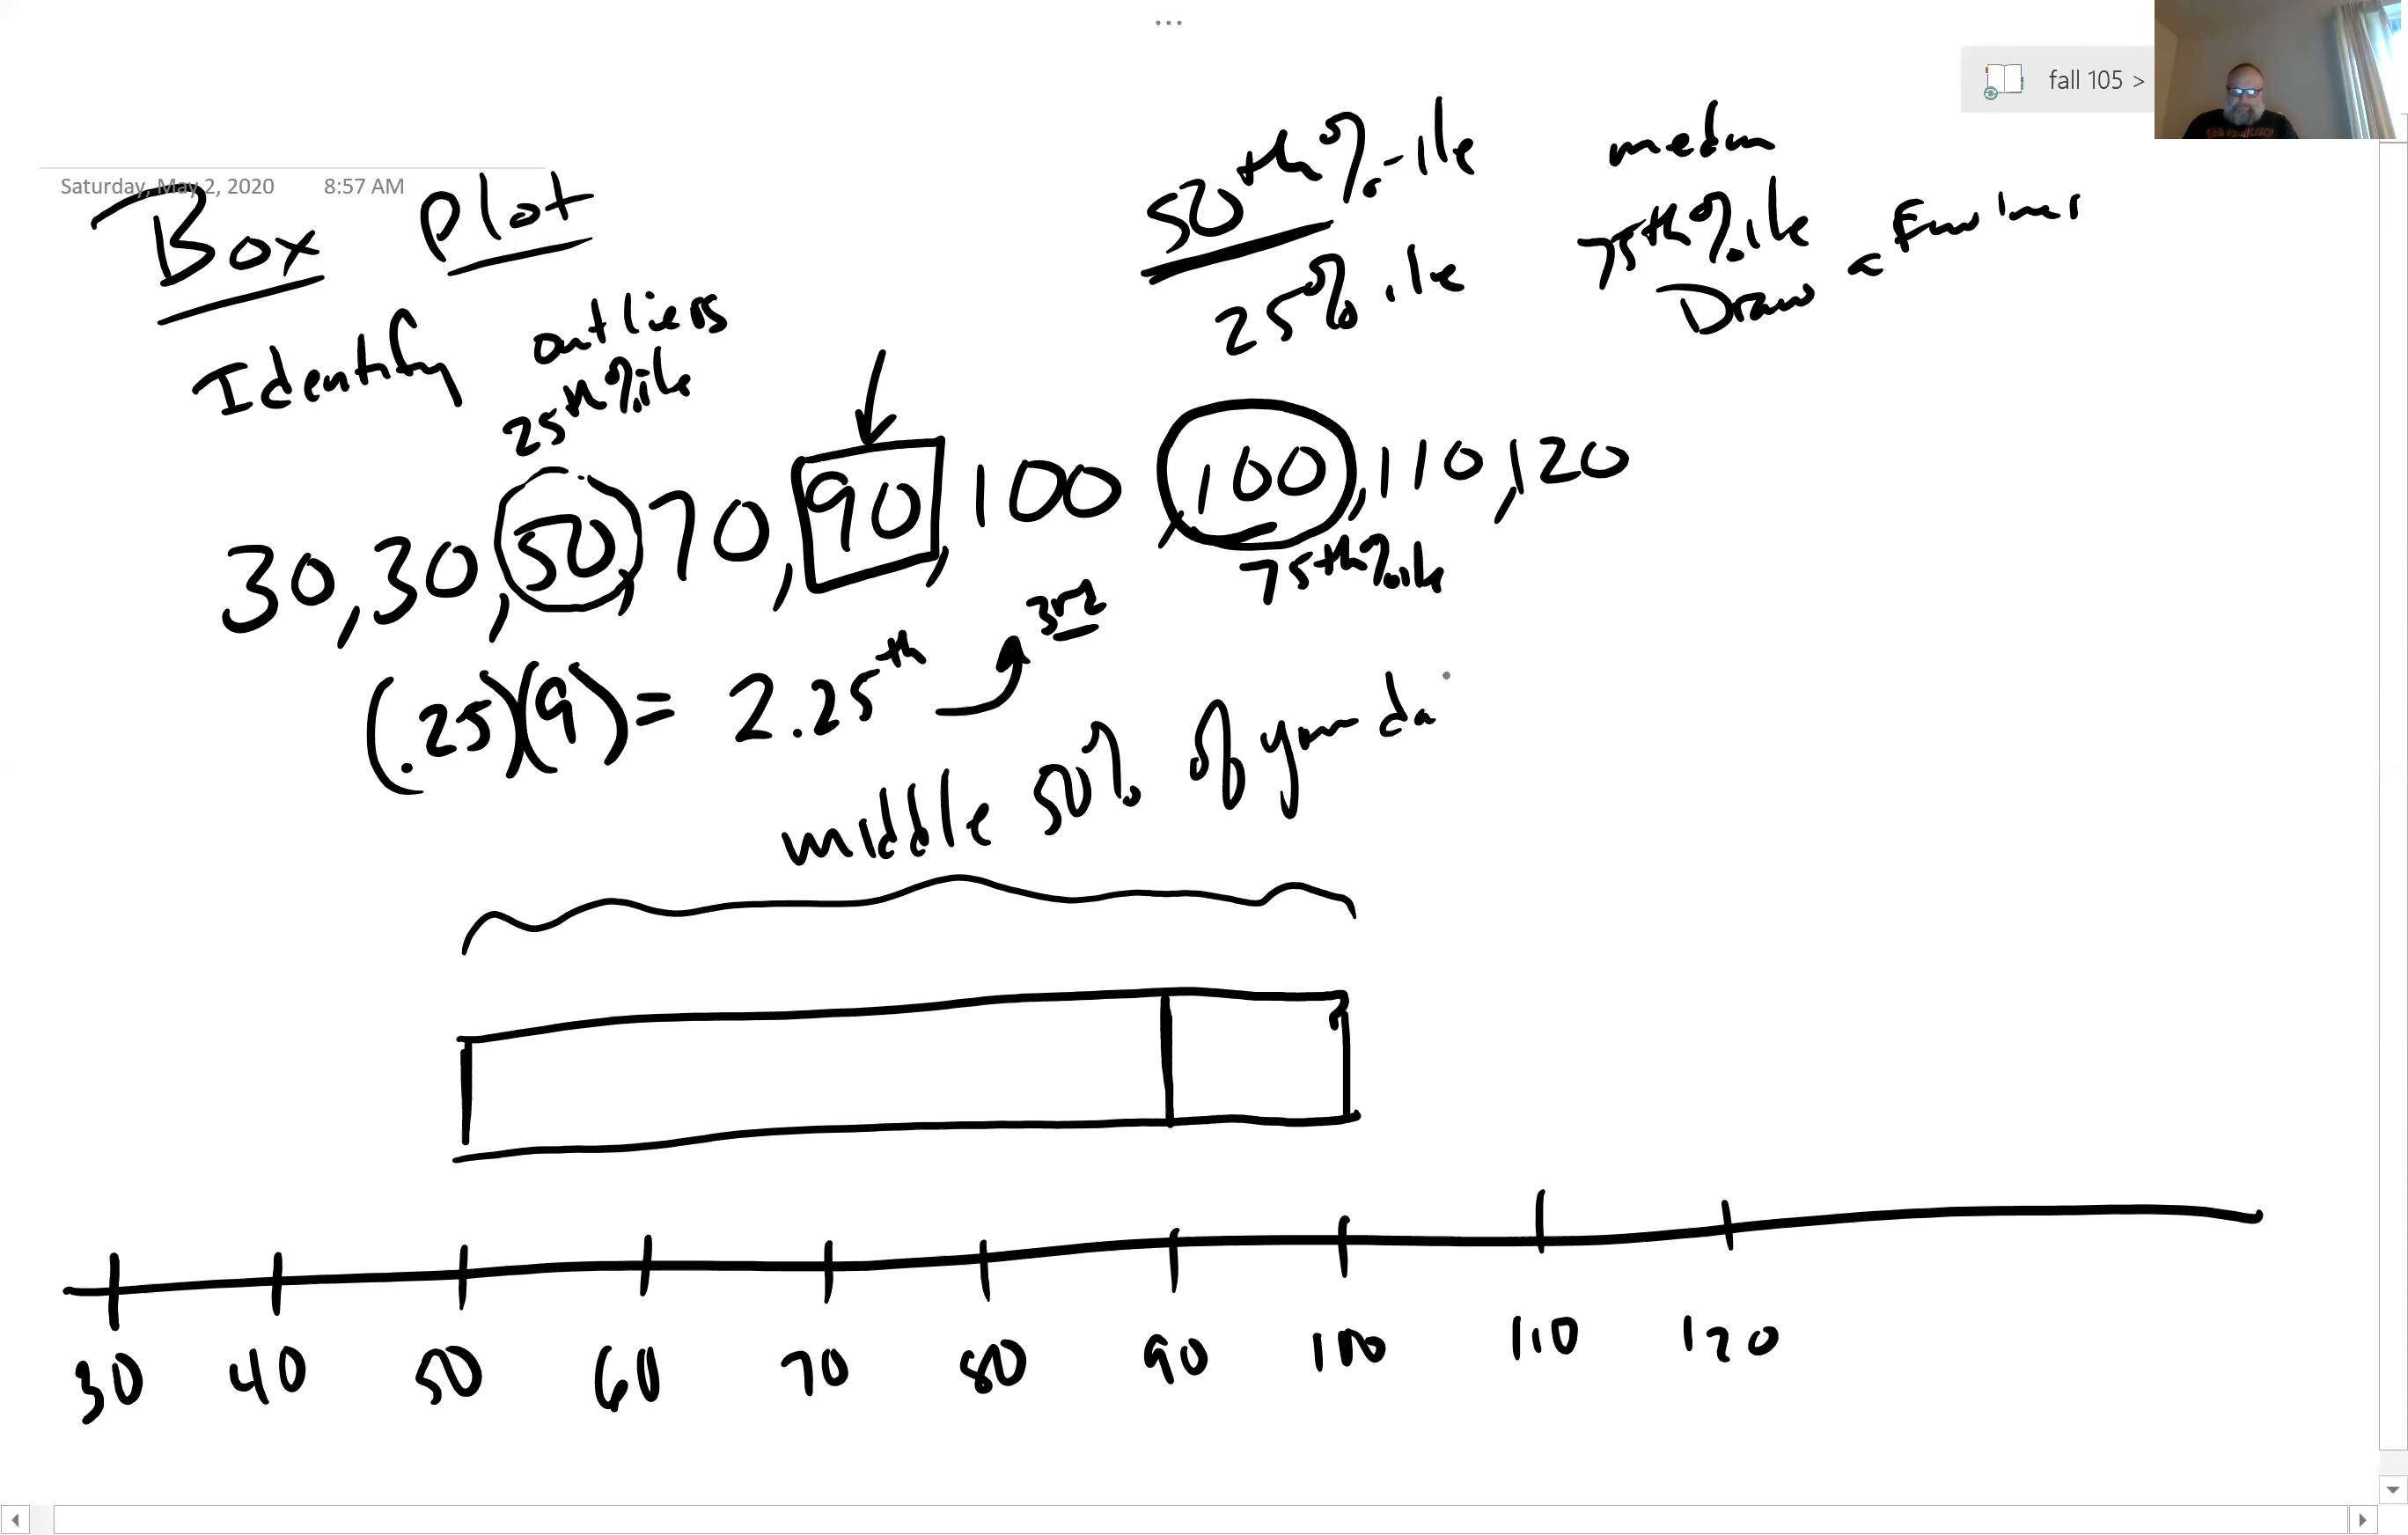 fall 105 >
Saturday, May 2, 2020 8:57 AM
Box Plot
Identify outliers
50th %-ile
25%.ile
75th %ile
Draw
25th %ile
30, 30, 50, 70, 90, 100, 100, 110, 120
75th %ile
(.25)(9) = 2.25th 3rd
middle 50% of your da
30 40 50 60 70 80 90 100 110 120